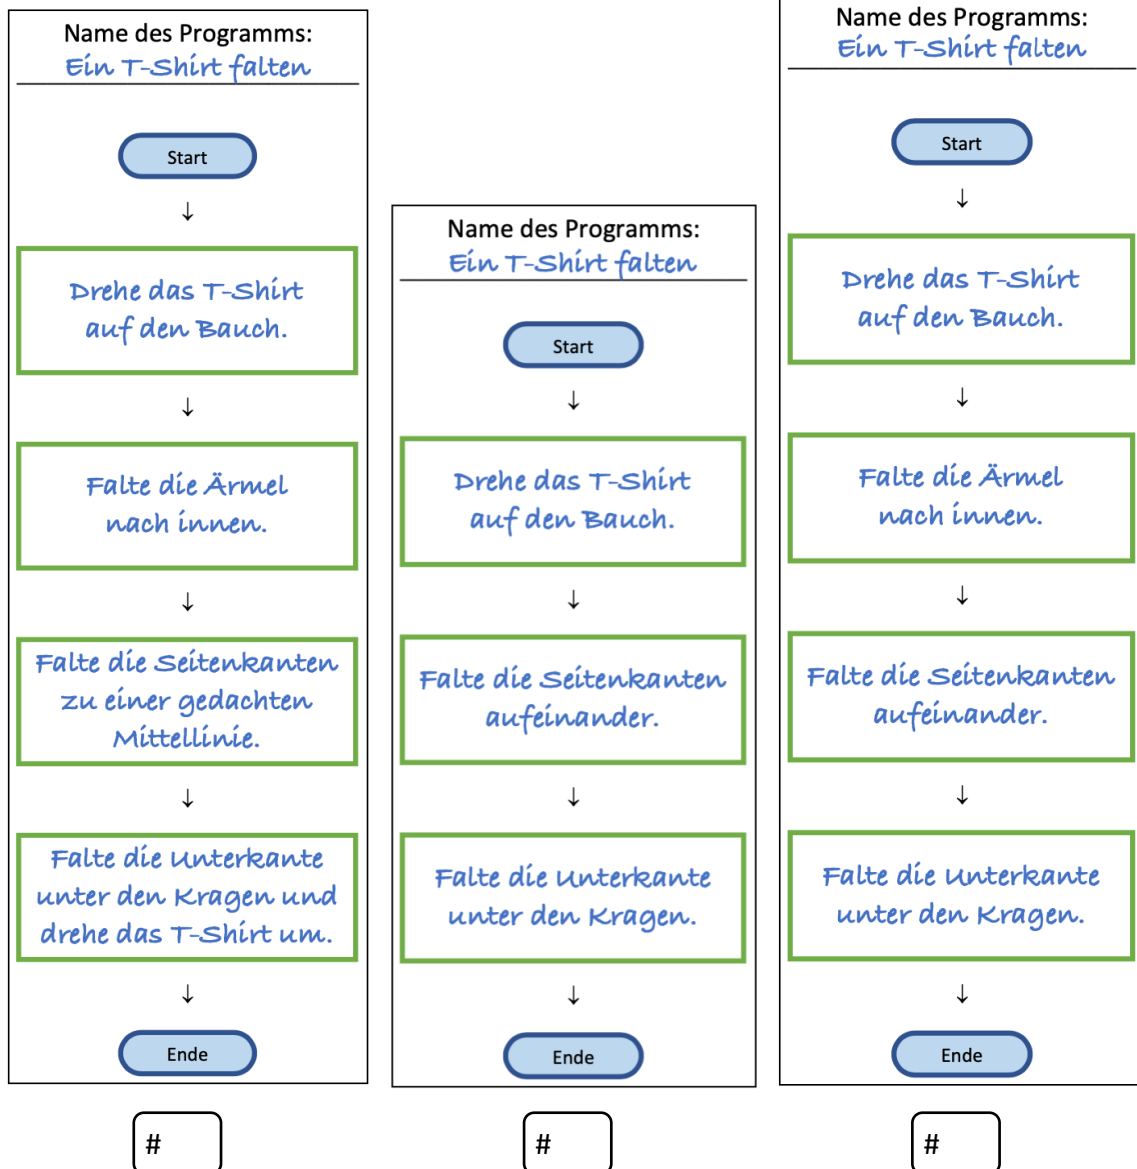 Name des Programms:
Ein T-Shirt falten
Start
↓
Drehe das T-Shirt
auf den Bauch.
↓
Falte die Ärmel
nach innen.
↓
Falte die Seitenkanten
zu einer gedachten
Mittellinie.
↓
Falte die Unterkante
unter den Kragen und
drehe das T-Shirt um.
↓
Ende
#
Name des Programms:
Ein T-Shirt falten
Start
↓
Drehe das T-Shirt
auf den Bauch.
↓
Falte die Seitenkanten
aufeinander.
↓
Falte die Unterkante
unter den Kragen.
↓
Ende
#
Name des Programms:
Ein T-Shirt falten
Start
↓
Drehe das T-Shirt
auf den Bauch.
↓
Falte die Ärmel
nach innen.
↓
Falte die Seitenkanten
aufeinander.
↓
Falte die Unterkante
unter den Kragen.
↓
Ende
#